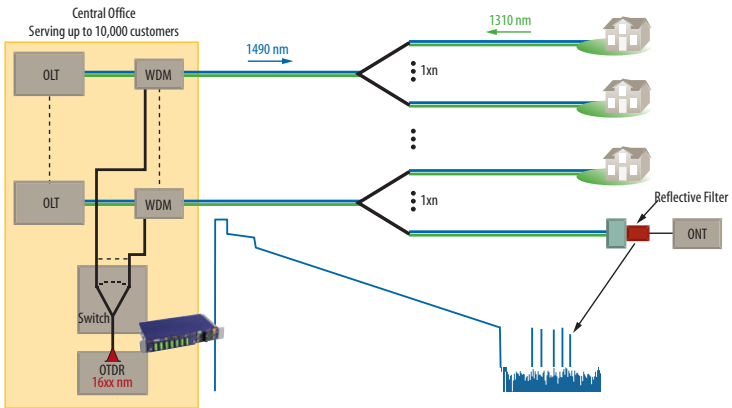 Central Office
Serving up to 10,000 customers
1490 nm
1310 nm
OLT
WDM
1xn
OLT
WDM
1xn
Reflective Filter
ONT
Switch
OTDR
16xx nm